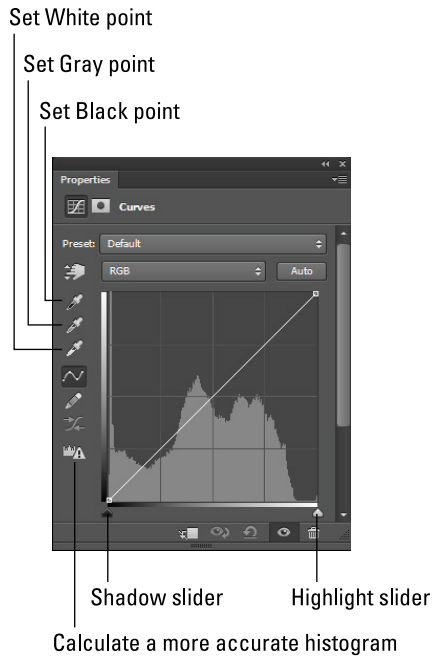 Set White point
Set Gray point
Set Black point
Properties
Curves
Preset: Default
RGB
Auto
Shadow slider
Highlight slider
Calculate a more accurate histogram